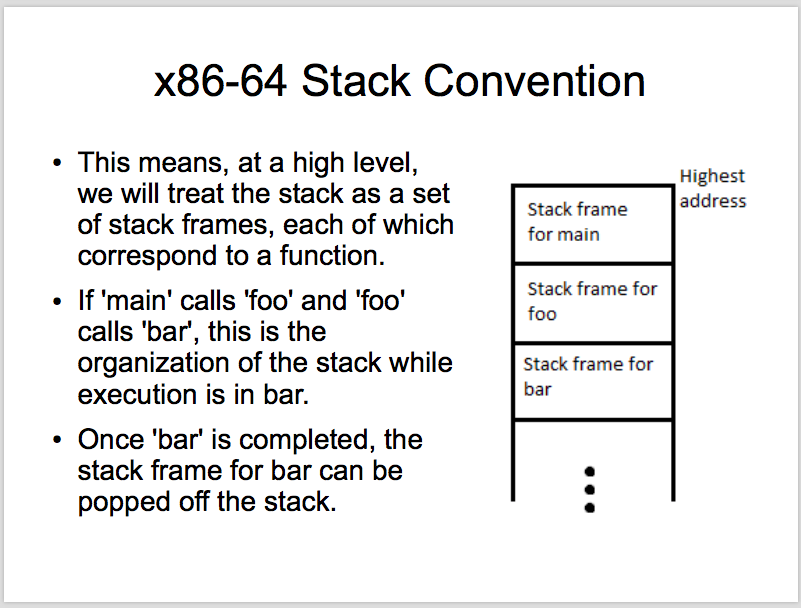 x86-64 Stack Convention
• This means, at a high level,
we will treat the stack as a set
of stack frames, each of which
correspond to a function.
• If 'main' calls 'foo' and 'foo'
calls 'bar', this is the
organization of the stack while
execution is in bar.
• Once 'bar' is completed, the
stack frame for bar can be
popped off the stack.
Highest
address
Stack frame
for main
Stack frame for
foo
Stack frame for
bar